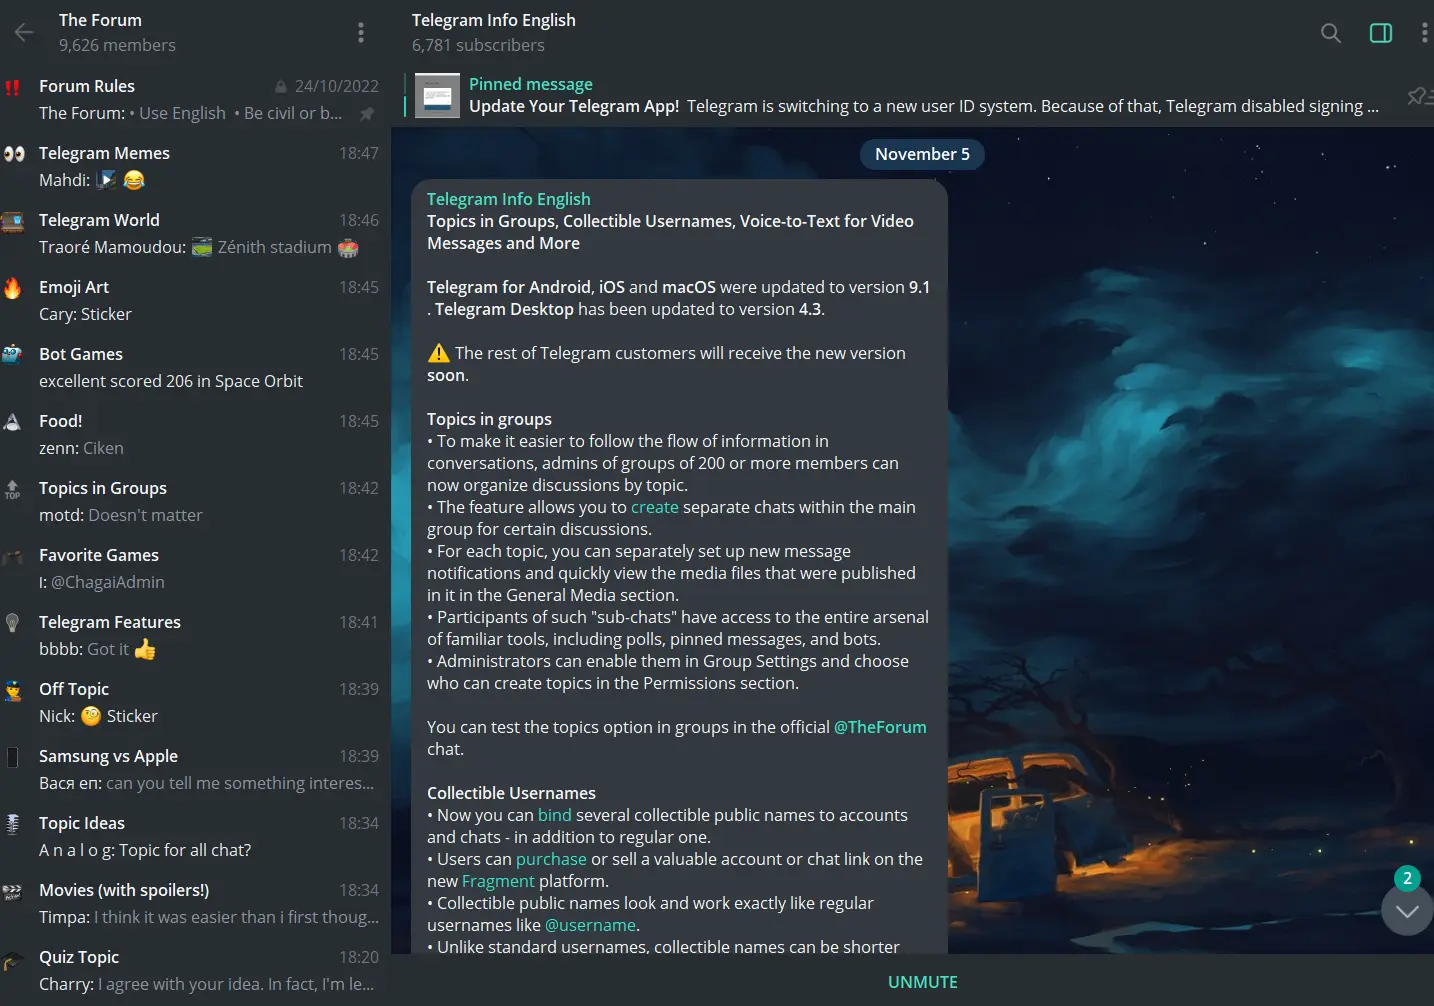 The Forum
9,626 members
Forum Rules 24/10/2022
The Forum: • Use English • Be civil or b...
Telegram Memes 18:47
Mahdi: 😂
Telegram World 18:46
Traoré Mamoudou: Zénith stadium 🏟
Emoji Art 18:45
Cary: Sticker
Bot Games 18:45
excellent scored 206 in Space Orbit
Food! 18:45
zenn: Ciken
TOP
Topics in Groups 18:42
motd: Doesn't matter
Favorite Games 18:42
I: @ChagaiAdmin
Telegram Features 18:41
bbbb: Got it 👍
Off Topic 18:39
Nick: 🧐 Sticker
Samsung vs Apple 18:39
Вася еп: can you tell me something interes...
Topic Ideas 18:34
A n a l o g: Topic for all chat?
Movies (with spoilers!) 18:34
Timpa: I think it was easier than i first thoug...
Quiz Topic 18:20
Charry: I agree with your idea. In fact, I'm le...
Telegram Info English
6,781 subscribers
Pinned message
Update Your Telegram App! Telegram is switching to a new user ID system. Because of that, Telegram disabled signing ...
November 5
Telegram Info English
Topics in Groups, Collectible Usernames, Voice-to-Text for Video
Messages and More
Telegram for Android, iOS and macOS were updated to version 9.1
. Telegram Desktop has been updated to version 4.3.
⚠️ The rest of Telegram customers will receive the new version
soon.
Topics in groups
• To make it easier to follow the flow of information in
conversations, admins of groups of 200 or more members can
now organize discussions by topic.
• The feature allows you to create separate chats within the main
group for certain discussions.
• For each topic, you can separately set up new message
notifications and quickly view the media files that were published
in it in the General Media section.
• Participants of such "sub-chats" have access to the entire arsenal
of familiar tools, including polls, pinned messages, and bots.
• Administrators can enable them in Group Settings and choose
who can create topics in the Permissions section.
You can test the topics option in groups in the official @TheForum
chat.
Collectible Usernames
• Now you can bind several collectible public names to accounts
and chats - in addition to regular one.
• Users can purchase or sell a valuable account or chat link on the
new Fragment platform.
• Collectible public names look and work exactly like regular
usernames like @username.
• Unlike standard usernames, collectible names can be shorter
2
UNMUTE